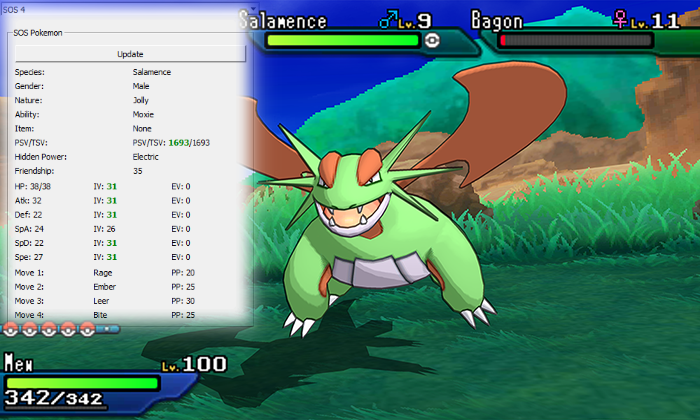 SOS 4
SOS Pokemon
Update
Species: Salamence
Gender: Male
Nature: Jolly
Ability: Moxie
Item: None
PSV/TSV: PSV/TSV: 1693/1693
Hidden Power: Electric
Friendship: 35
HP: 38/38 IV: 31 EV: 0
Atk: 32 IV: 31 EV: 0
Def: 22 IV: 31 EV: 0
SpA: 24 IV: 26 EV: 0
SpD: 22 IV: 31 EV: 0
Spe: 27 IV: 31 EV: 0
Move 1: Rage PP: 20
Move 2: Ember PP: 25
Move 3: Leer PP: 30
Move 4: Bite PP: 25
Salamence ♂ Lv. 9
Bagon ♀ Lv. 11
Mew Lv. 100
342/342